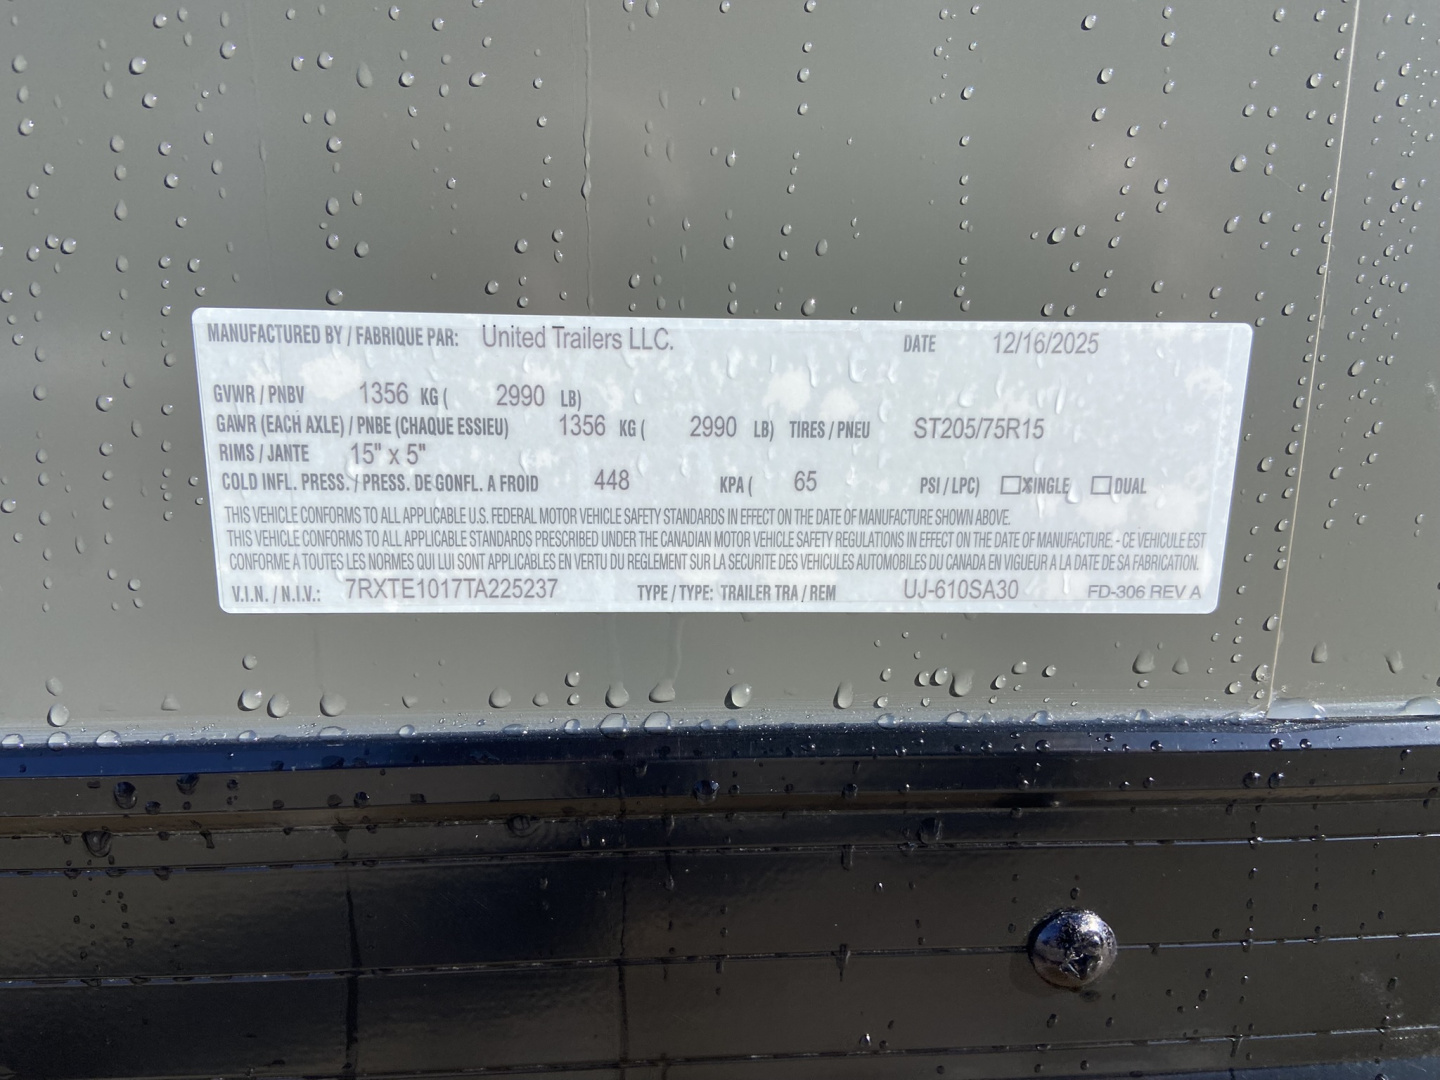 MANUFACTURED BY / FABRIQUE PAR: United Trailers LLC. DATE 12/16/2025
GVWR / PNBV 1356 KG ( 2990 LB)
GAWR (EACH AXLE) / PNBE (CHAQUE ESSIEU) 1356 KG ( 2990 LB) TIRES / PNEU ST205/75R15
RIMS / JANTE 15" x 5"
COLD INFL. PRESS. / PRESS. DE GONFL. A FROID 448 KPA ( 65 PSI / LPC) ☐XSINGLE ☐DUAL
THIS VEHICLE CONFORMS TO ALL APPLICABLE U.S. FEDERAL MOTOR VEHICLE SAFETY STANDARDS IN EFFECT ON THE DATE OF MANUFACTURE SHOWN ABOVE.
THIS VEHICLE CONFORMS TO ALL APPLICABLE STANDARDS PRESCRIBED UNDER THE CANADIAN MOTOR VEHICLE SAFETY REGULATIONS IN EFFECT ON THE DATE OF MANUFACTURE. - CE VEHICULE EST
CONFORME A TOUTES LES NORMES QUI LUI SONT APPLICABLES EN VERTU DU REGLEMENT SUR LA SECURITE DES VEHICULES AUTOMOBILES DU CANADA EN VIGUEUR A LA DATE DE SA FABRICATION.
V.I.N. / N.I.V.: 7RXTE1017TA225237 TYPE / TYPE: TRAILER TRA / REM UJ-610SA30 FD-306 REV A